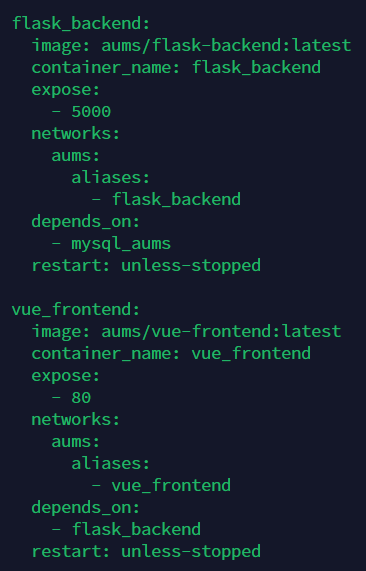 flask_backend:
  image: aums/flask-backend:latest
  container_name: flask_backend
  expose:
    - 5000
  networks:
    aums:
      aliases:
        - flask_backend
  depends_on:
    - mysql_aums
  restart: unless-stopped

vue_frontend:
  image: aums/vue-frontend:latest
  container_name: vue_frontend
  expose:
    - 80
  networks:
    aums:
      aliases:
        - vue_frontend
  depends_on:
    - flask_backend
  restart: unless-stopped